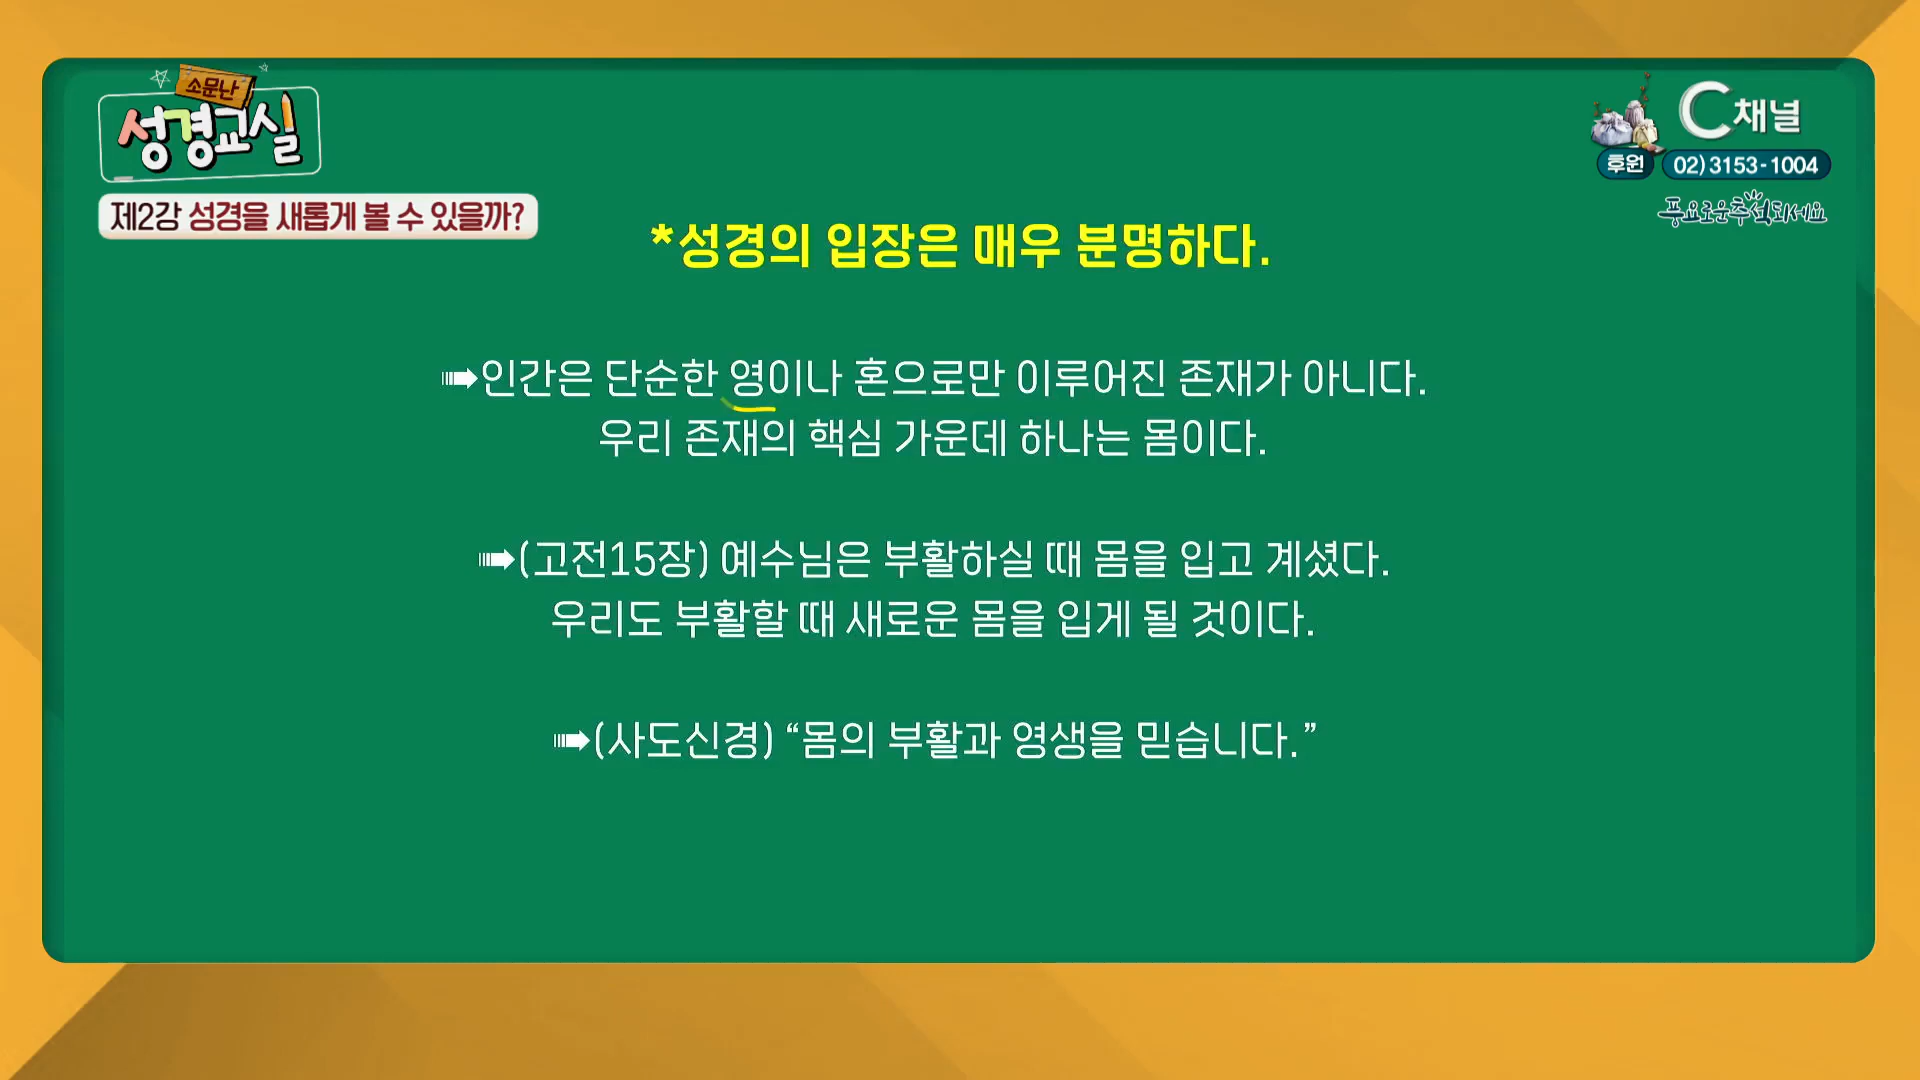 소문난
성경교실
제2강 성경을 새롭게 볼 수 있을까?
C채널
후원 02)3153-1004
풍요로운추석되세요
*성경의 입장은 매우 분명하다.
➠인간은 단순한 영이나 혼으로만 이루어진 존재가 아니다.
우리 존재의 핵심 가운데 하나는 몸이다.
➠(고전15장) 예수님은 부활하실 때 몸을 입고 계셨다.
우리도 부활할 때 새로운 몸을 입게 될 것이다.
➠(사도신경) “몸의 부활과 영생을 믿습니다.”